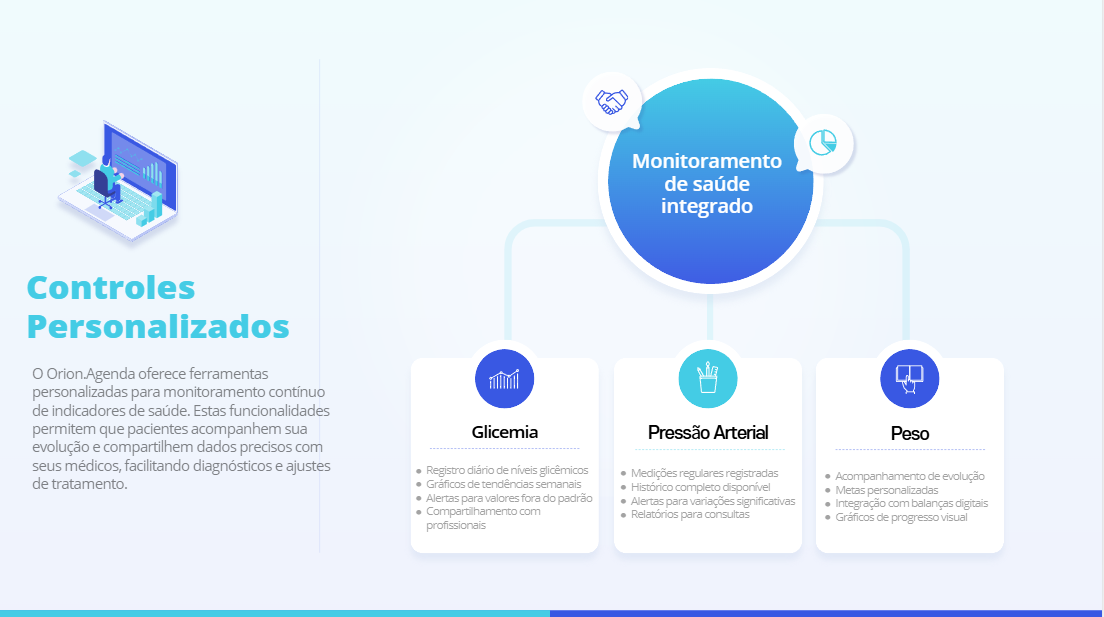 Controles
Personalizados
O Orion.Agenda oferece ferramentas
personalizadas para monitoramento contínuo
de indicadores de saúde. Estas funcionalidades
permitem que pacientes acompanhem sua
evolução e compartilhem dados precisos com
seus médicos, facilitando diagnósticos e ajustes
de tratamento.
Monitoramento
de saúde
integrado
Glicemia
● Registro diário de níveis glicêmicos
● Gráficos de tendências semanais
● Alertas para valores fora do padrão
● Compartilhamento com
profissionais
Pressão Arterial
● Medições regulares registradas
● Histórico completo disponível
● Alertas para variações significativas
● Relatórios para consultas
Peso
● Acompanhamento de evolução
● Metas personalizadas
● Integração com balanças digitais
● Gráficos de progresso visual